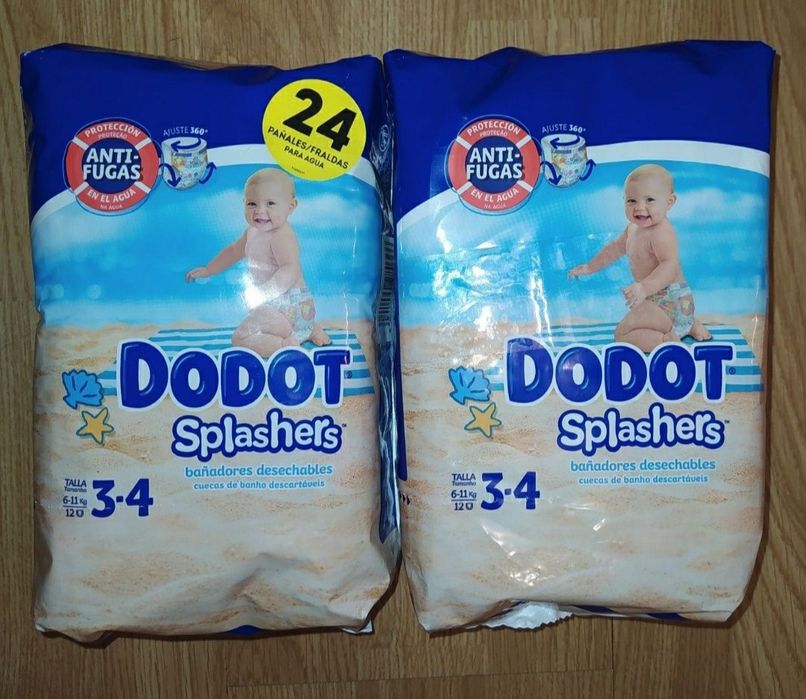 24
PAÑALES/FRALDAS
PARA AGUA
PROTECCIÓN
PROTEÇÃO
ANTI-
FUGAS
EN EL AGUA
NA ÁGUA
AJUSTE 360°
DODOT®
Splashers™
bañadores desechables
cuecas de banho descartáveis
TALLA
Tamanho
6-11 Kg
12
3-4
PROTECCIÓN
PROTEÇÃO
ANTI-
FUGAS
EN EL AGUA
NA ÁGUA
AJUSTE 360°
DODOT®
Splashers™
bañadores desechables
cuecas de banho descartáveis
TALLA
Tamanho
6-11 Kg
12
3-4